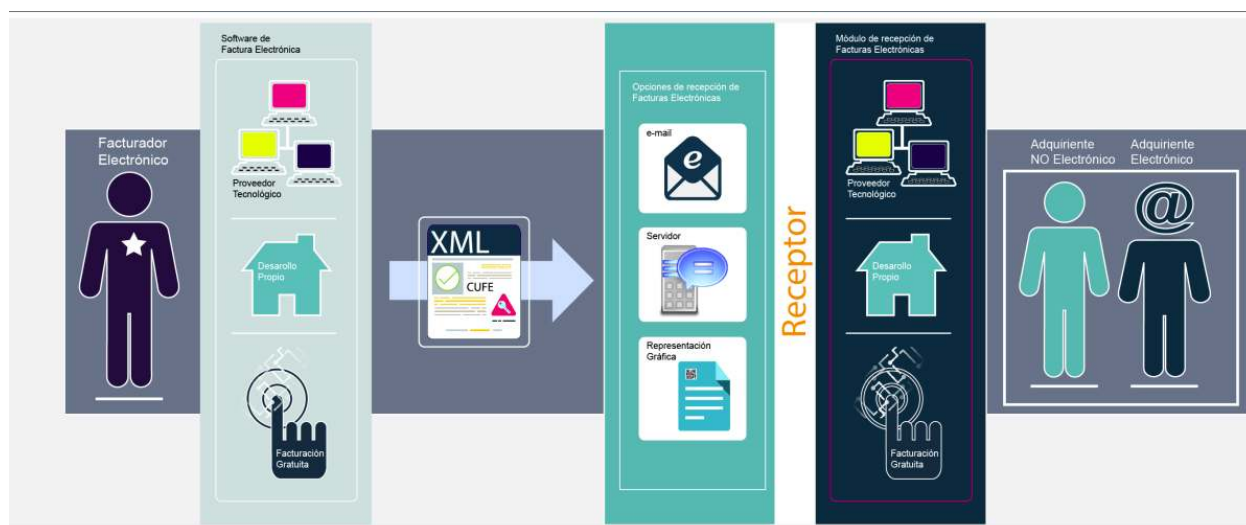 Facturador
Electrónico
Software de
Factura Electrónica
Proveedor
Tecnológico
Desarollo
Propio
Facturación
Gratuita
XML
CUFE
Opciones de recepción de
Facturas Electrónicas
e-mail
e
Servidor
Representación
Gráfica
Receptor
Módulo de recepción de
Facturas Electrónicas
Proveedor
Tecnológico
Desarollo
Propio
Facturación
Gratuita
Adquiriente
NO Electrónico
Adquiriente
Electrónico
@